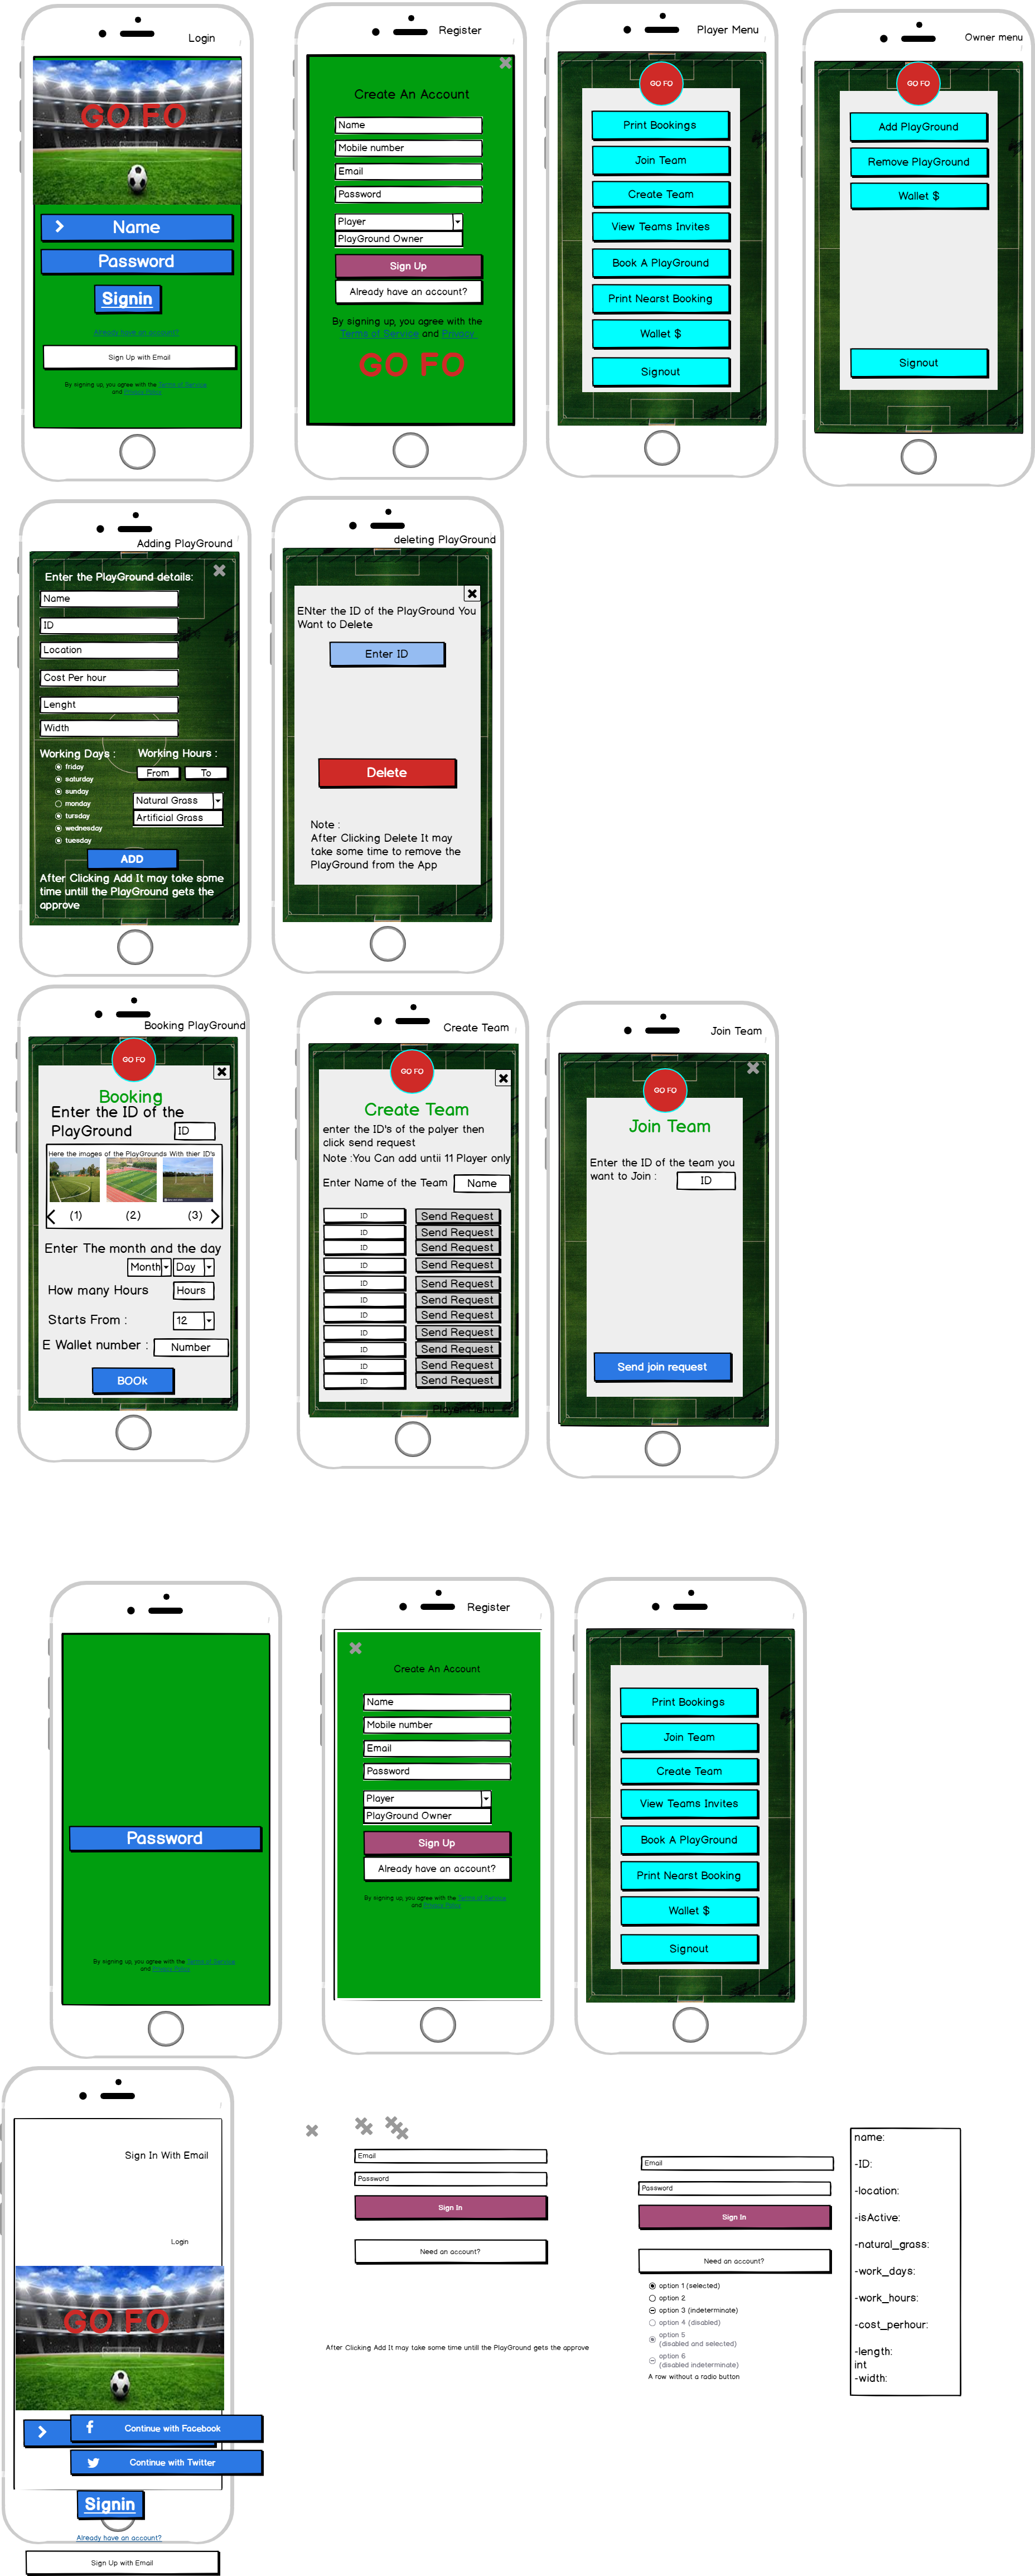 Login
GO FO
Name
Password
Signin
Already have an account?
Sign Up with Email
By signing up, you agree with the Terms of Service
and Privacy Policy
Register
Create An Account
Name
Mobile number
Email
Password
Player
PlayGround Owner
Sign Up
Already have an account?
By signing up, you agree with the
Terms of Service and Privacy
GO FO
Player Menu
GO FO
Print Bookings
Join Team
Create Team
View Teams Invites
Book A PlayGround
Print Nearst Booking
Wallet $
Signout
Owner menu
GO FO
Add PlayGround
Remove PlayGround
Wallet $
Signout
Adding PlayGround
Enter the PlayGround details:
Name
ID
Location
Cost Per hour
Lenght
Width
Working Days :
Working Hours :
friday
saturday
sunday
monday
tursday
wednesday
tuesday
From
To
Natural Grass
Artificial Grass
ADD
After Clicking Add It may take some
time untill the PlayGround gets the
approve
deleting PlayGround
ENter the ID of the PlayGround You
Want to Delete
Enter ID
Delete
Note :
After Clicking Delete It may
take some time to remove the
PlayGround from the App
Booking PlayGround
GO FO
Booking
Enter the ID of the
PlayGround
ID
Here the images of the PlayGrounds With thier ID's
(1)
(2)
(3)
Enter The month and the day
Month
Day
How many Hours
Hours
Starts From :
12
E Wallet number :
Number
BOOk
Create Team
GO FO
Create Team
enter the ID's of the palyer then
click send request
Note :You Can add untii 11 Player only
Enter Name of the Team
Name
ID
Send Request
ID
Send Request
ID
Send Request
ID
Send Request
ID
Send Request
ID
Send Request
ID
Send Request
ID
Send Request
ID
Send Request
ID
Send Request
ID
Send Request
Player Menu
Join Team
GO FO
Join Team
Enter the ID of the team you
want to Join :
ID
Send join request
Password
By signing up, you agree with the Terms of Service
and Privacy Policy
Register
Create An Account
Name
Mobile number
Email
Password
Player
PlayGround Owner
Sign Up
Already have an account?
By signing up, you agree with the Terms of Service
and Privacy Policy
Print Bookings
Join Team
Create Team
View Teams Invites
Book A PlayGround
Print Nearst Booking
Wallet $
Signout
Sign In With Email
Login
GO FO
Continue with Facebook
Continue with Twitter
Signin
Already have an account?
Sign Up with Email
Email
Password
Sign In
Need an account?
After Clicking Add It may take some time untill the PlayGround gets the approve
Email
Password
Sign In
Need an account?
option 1 (selected)
option 2
option 3 (indeterminate)
option 4 (disabled)
option 5
(disabled and selected)
option 6
(disabled indeterminate)
A row without a radio button
name:
-ID:
-location:
-isActive:
-natural_grass:
-work_days:
-work_hours:
-cost_perhour:
-length:
int
-width: